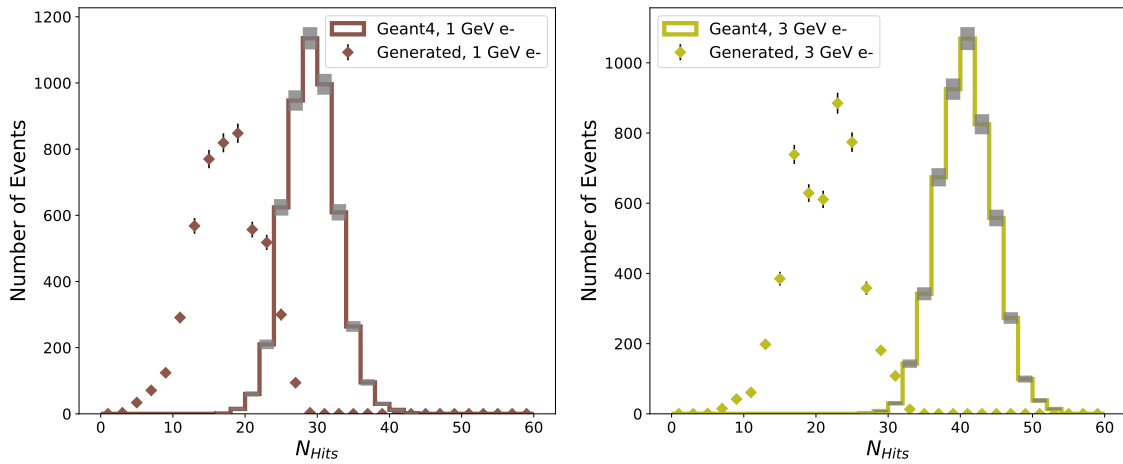 Geant4, 1 GeV e-
Generated, 1 GeV e-
Number of Events
1200
1000
800
600
400
200
0
0 10 20 30 40 50 60
N_Hits
Geant4, 3 GeV e-
Generated, 3 GeV e-
Number of Events
1000
800
600
400
200
0
0 10 20 30 40 50 60
N_Hits